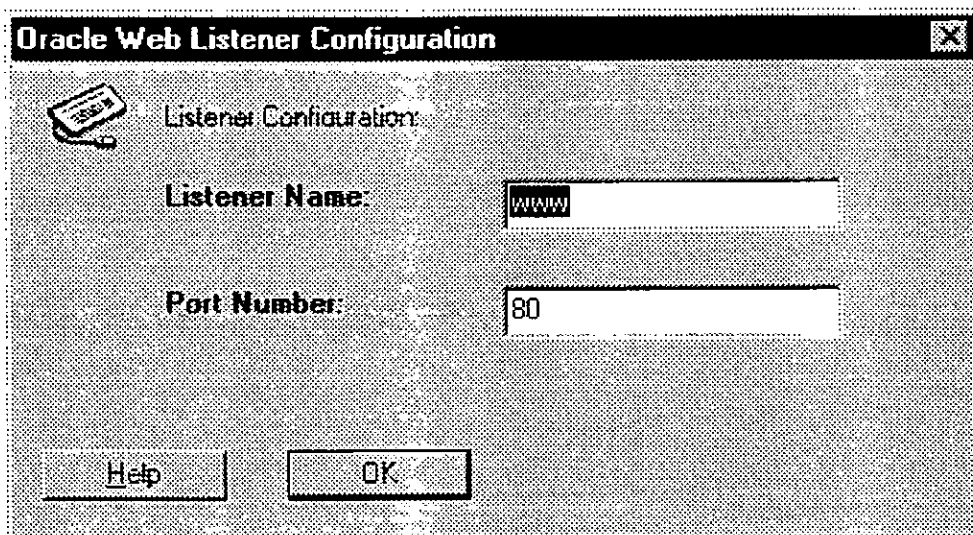 Oracle Web Listener Configuration
Listener Configuration:
Listener Name:
www
Port Number:
80
Help
OK